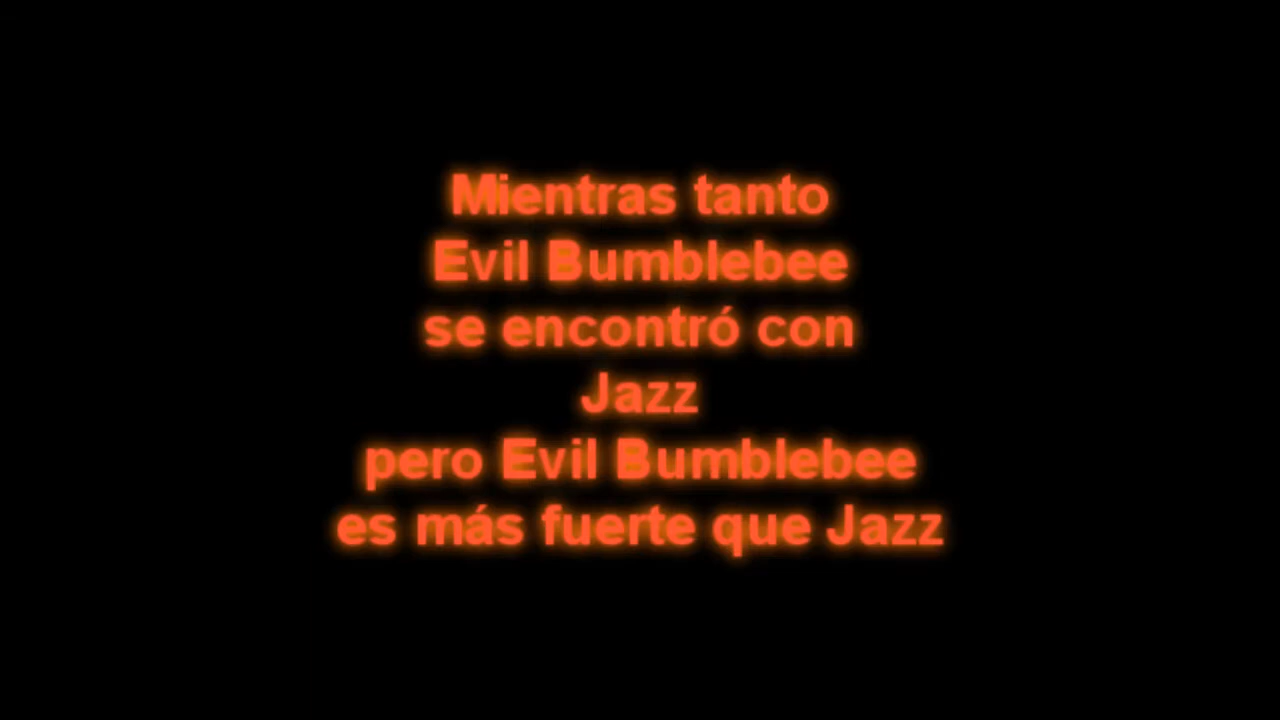 Mientras tanto
Evil Bumblebee
se encontró con
Jazz
pero Evil Bumblebee
es más fuerte que Jazz